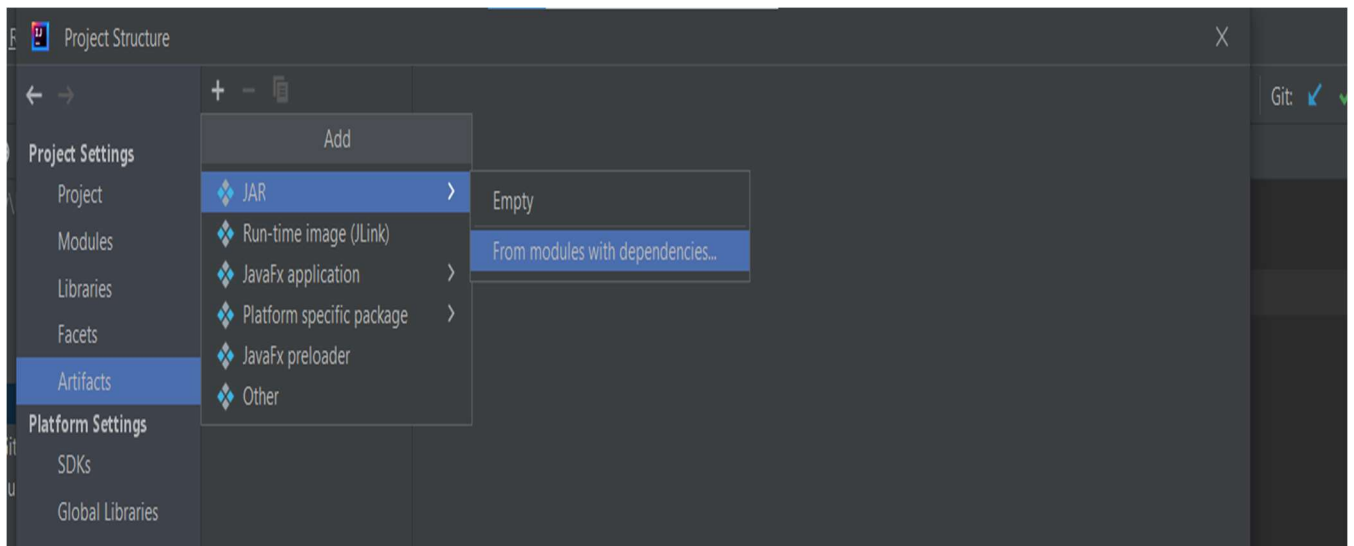 Project Structure
Git:
Add
Project Settings
Project
Modules
Libraries
Facets
Artifacts
Platform Settings
SDKs
Global Libraries
JAR
Run-time image (JLink)
JavaFx application
Platform specific package
JavaFx preloader
Other
Empty
From modules with dependencies...